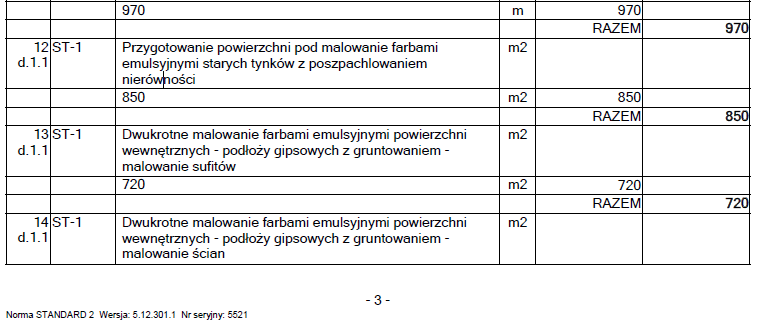 970 m 970
RAZEM 970
12 ST-1 Przygotowanie powierzchni pod malowanie farbami m2
d.1.1 emulsyjnymi starych tynków z poszpachlowaniem
nierówności
850 m2 850
RAZEM 850
13 ST-1 Dwukrotne malowanie farbami emulsyjnymi powierzchni m2
d.1.1 wewnętrznych - podłoży gipsowych z gruntowaniem -
malowanie sufitów
720 m2 720
RAZEM 720
14 ST-1 Dwukrotne malowanie farbami emulsyjnymi powierzchni m2
d.1.1 wewnętrznych - podłoży gipsowych z gruntowaniem -
malowanie ścian
- 3 -
Norma STANDARD 2 Wersja: 5.12.301.1 Nr seryjny: 5521